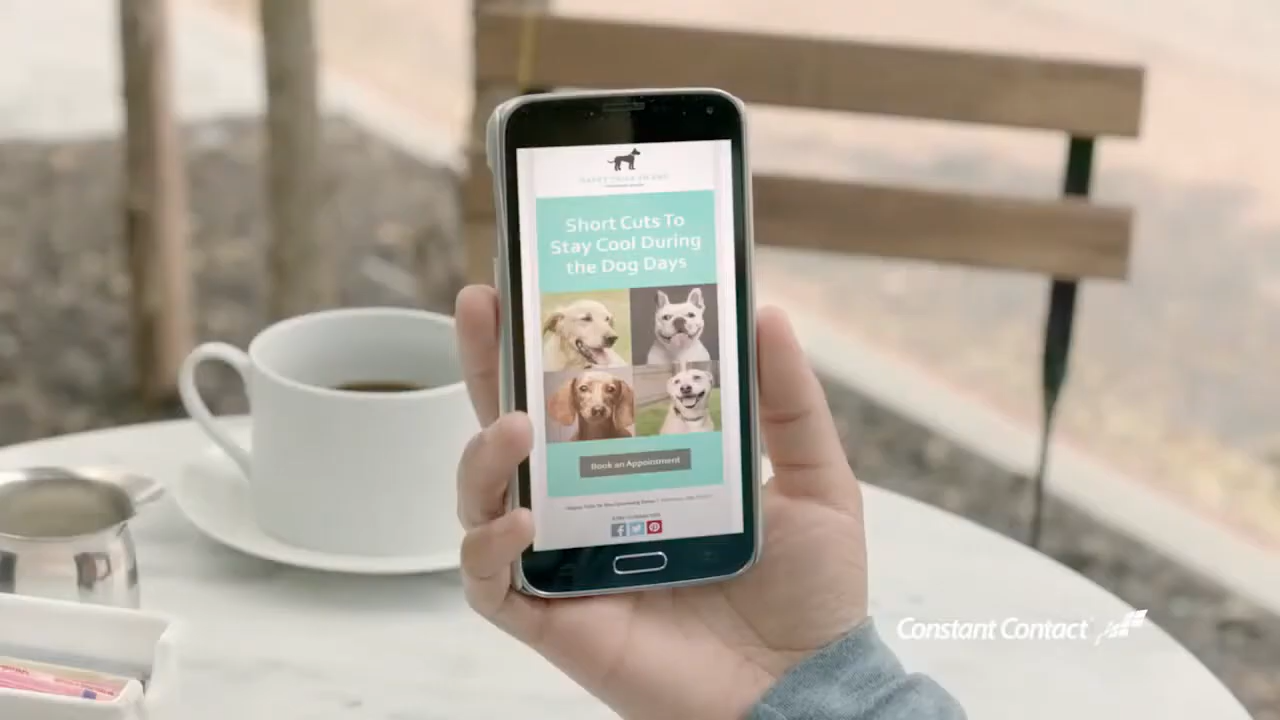 Short Cuts To
Stay Cool During
the Dog Days
Book an Appointment
Constant Contact